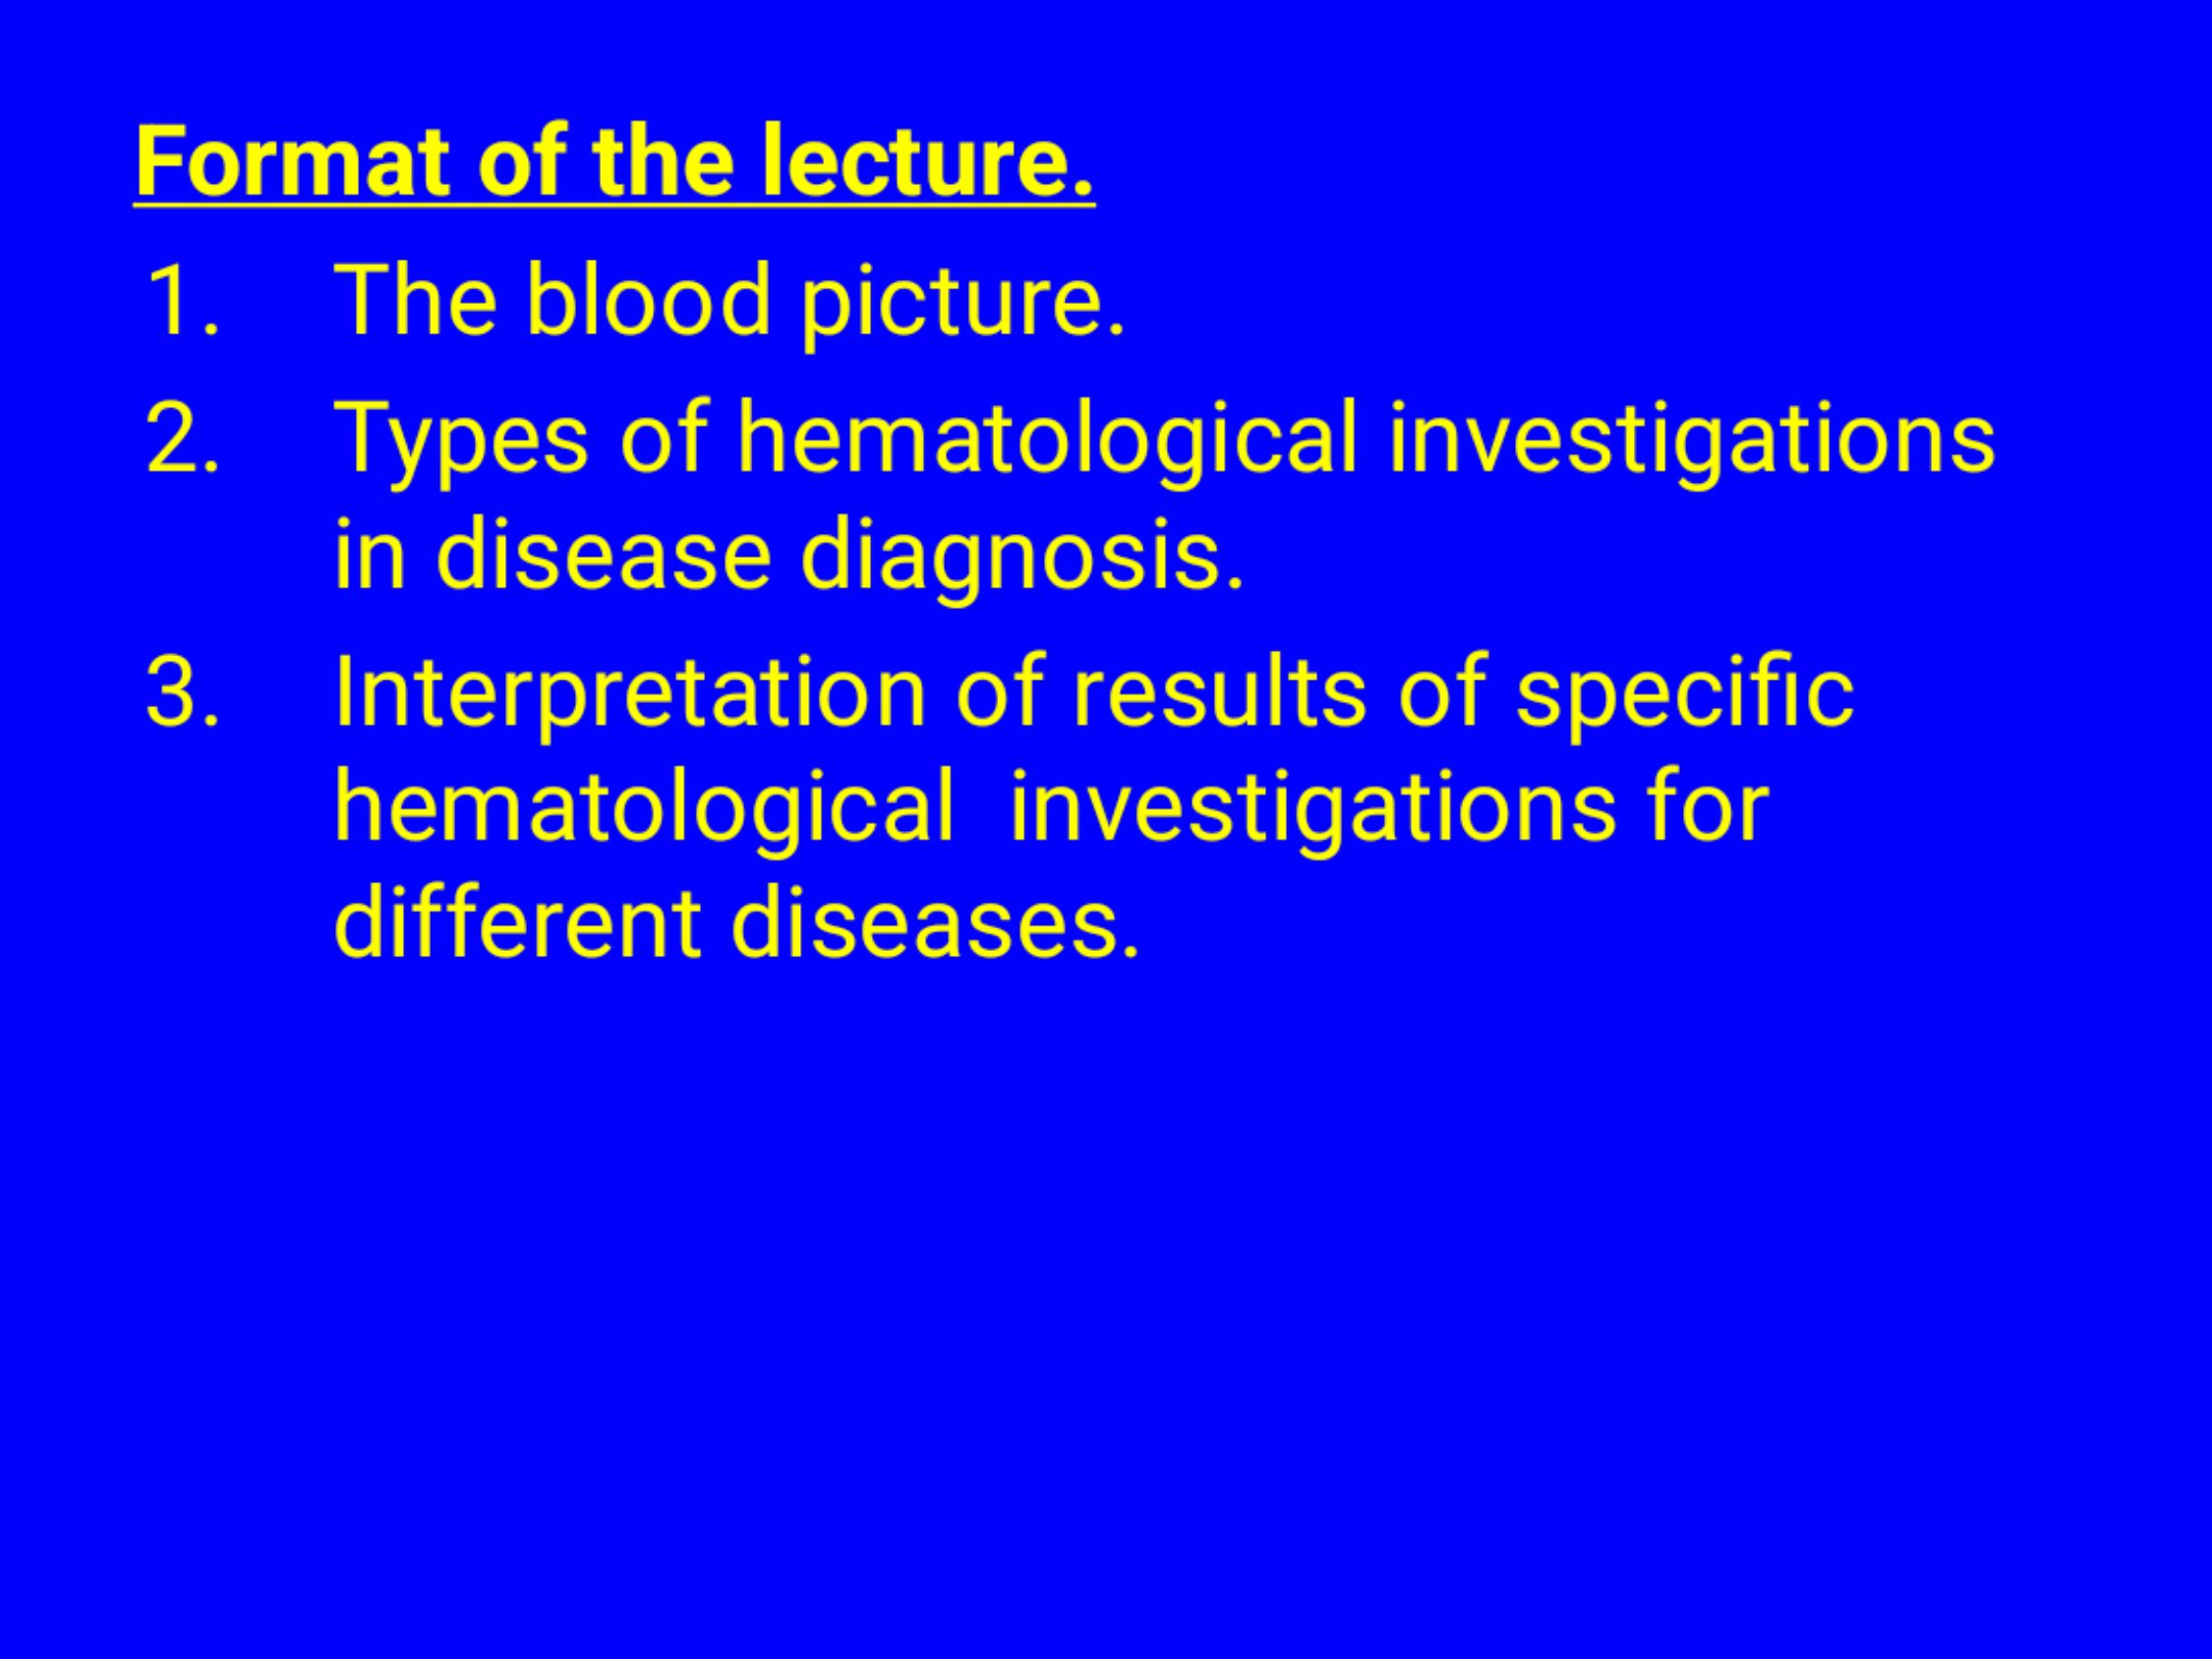 Format of the lecture.
1. The blood picture.
2. Types of hematological investigations
in disease diagnosis.
3. Interpretation of results of specific
hematological  investigations for
different diseases.